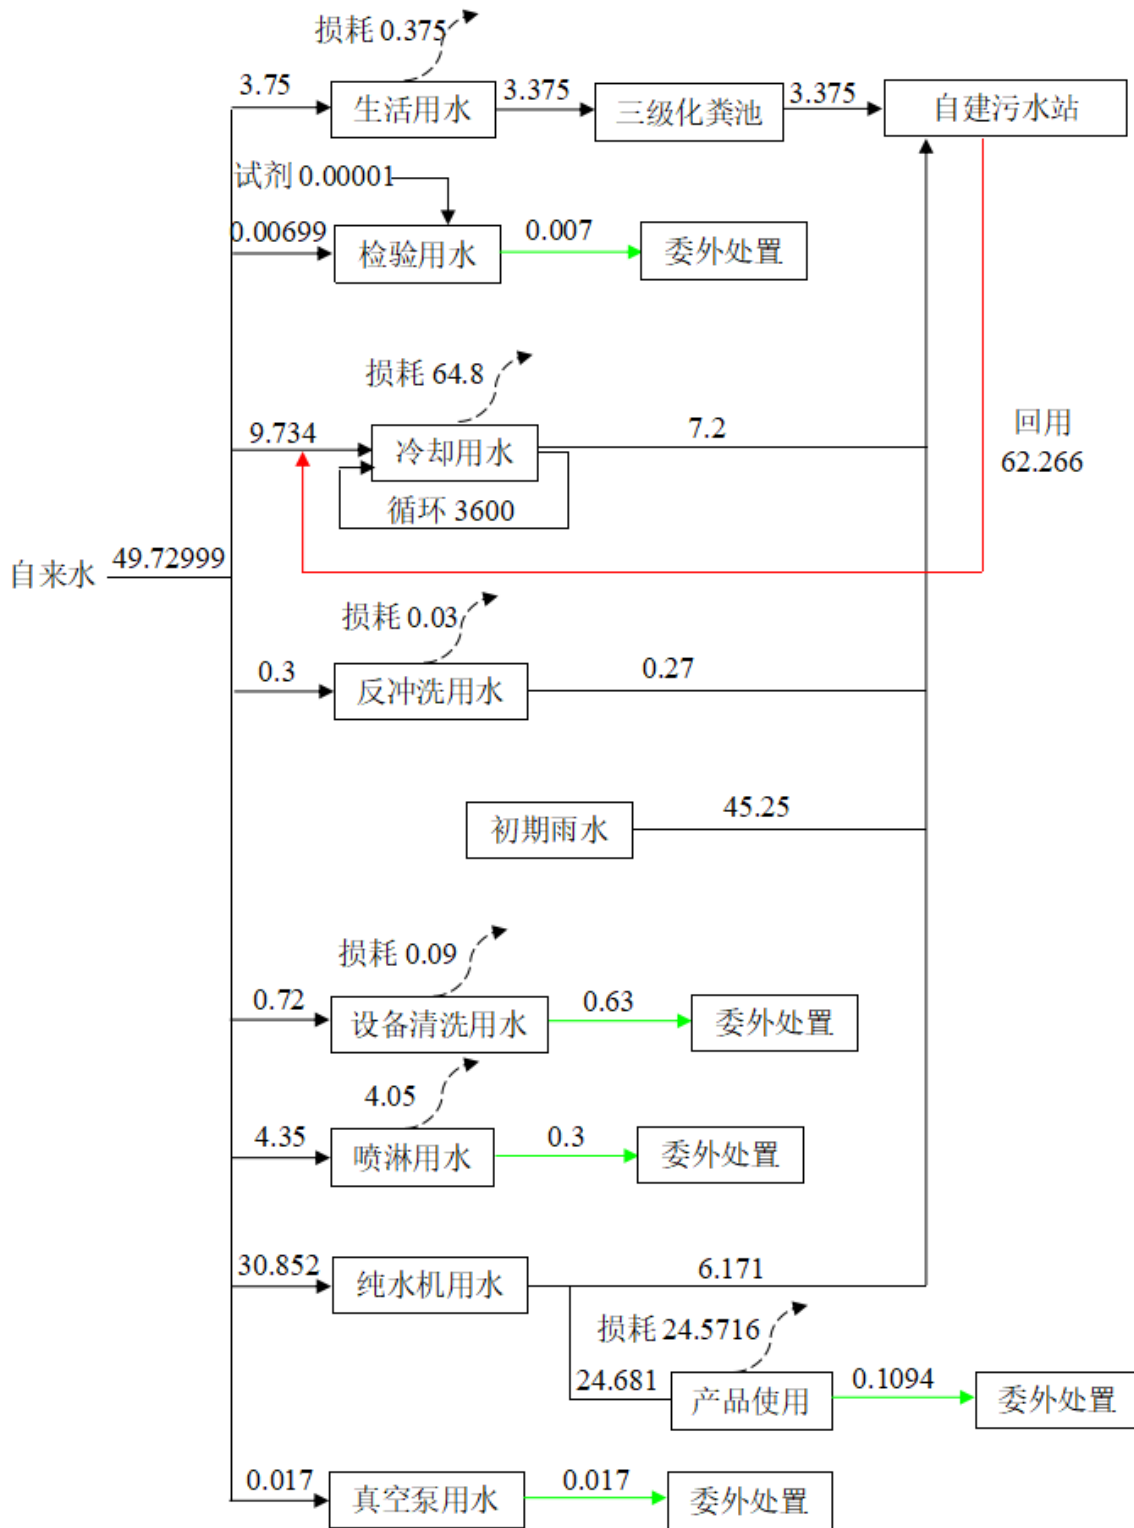 损耗 0.375
3.75
生活用水
3.375
三级化粪池
3.375
自建污水站
试剂 0.00001
0.00699
检验用水
0.007
委外处置
损耗 64.8
9.734
冷却用水
7.2
循环 3600
回用
62.266
自来水
49.72999
损耗 0.03
0.3
反冲洗用水
0.27
初期雨水
45.25
损耗 0.09
0.72
设备清洗用水
0.63
委外处置
4.05
4.35
喷淋用水
0.3
委外处置
30.852
纯水机用水
6.171
损耗 24.5716
24.681
产品使用
0.1094
委外处置
0.017
真空泵用水
0.017
委外处置